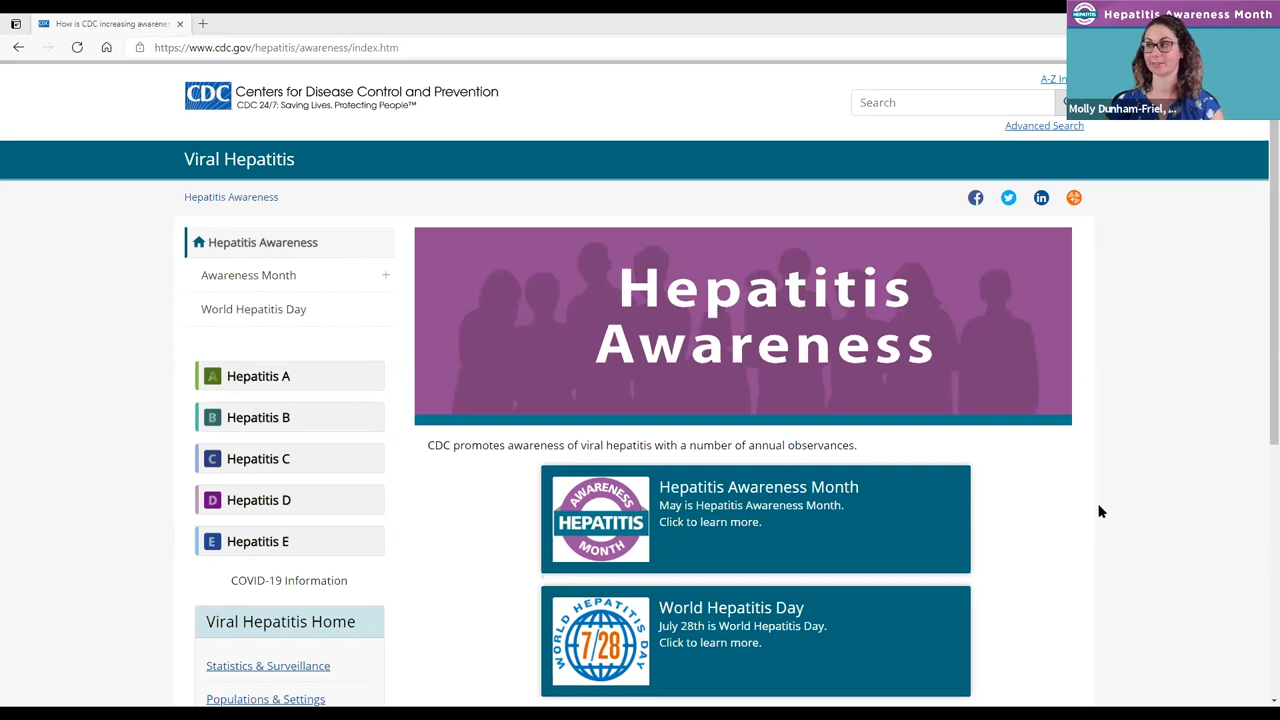 How is CDC increasing awarene
https://www.cdc.gov/hepatitis/awareness/index.htm
Hepatitis Awareness Month
Molly Dunham-Friel, ...
CDC
Centers for Disease Control and Prevention
CDC 24/7: Saving Lives, Protecting People™
A-Z In
Search
Advanced Search
Viral Hepatitis
Hepatitis Awareness
Hepatitis Awareness
Awareness Month
World Hepatitis Day
A Hepatitis A
B Hepatitis B
C Hepatitis C
D Hepatitis D
E Hepatitis E
COVID-19 Information
Viral Hepatitis Home
Statistics & Surveillance
Populations & Settings
Hepatitis
Awareness
CDC promotes awareness of viral hepatitis with a number of annual observances.
AWARENESS
HEPATITIS
MONTH
Hepatitis Awareness Month
May is Hepatitis Awareness Month.
Click to learn more.
WORLD HEPATITIS DAY
7/28
World Hepatitis Day
July 28th is World Hepatitis Day.
Click to learn more.